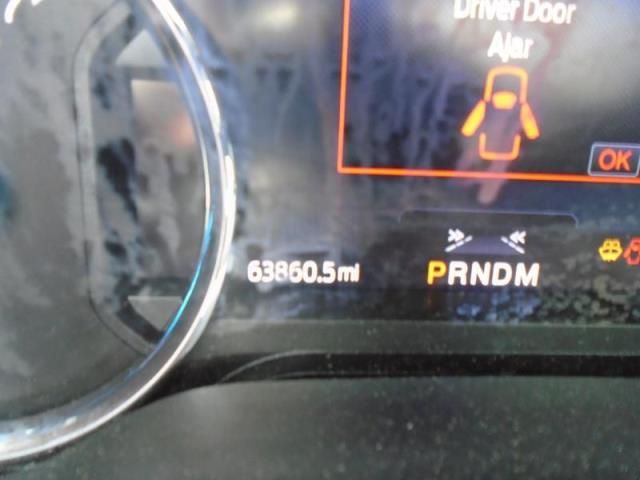 Driver Door
Ajar
OK
63860.5mi
PRNDM